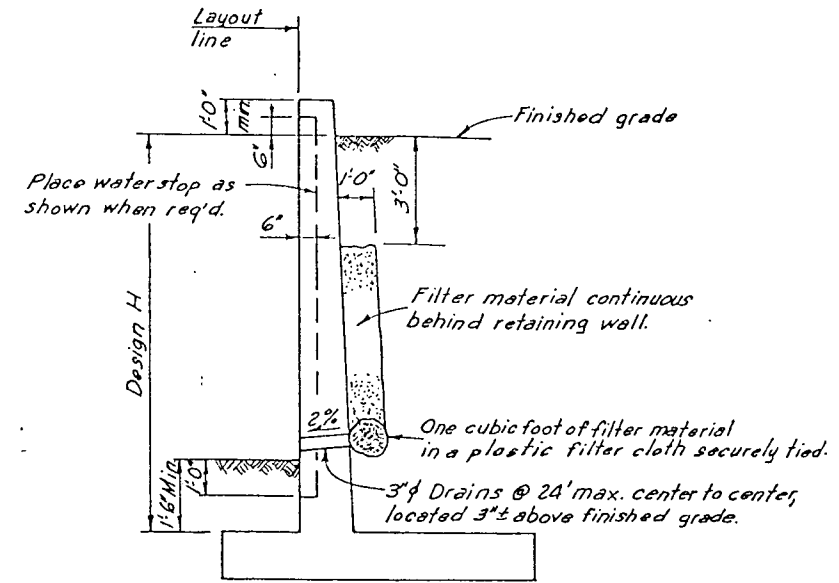 Layout
line
1'-0"
min.
6"
Finished grade
Place waterstop as
shown when req'd.
1'-0"
3'-0"
6"
Design H
Filter material continuous
behind retaining wall.
2%
One cubic foot of filter material
in a plastic filter cloth securely tied.
1'-0"
1'-6" Min.
3"ϕ Drains @ 24' max. center to center,
located 3"± above finished grade.